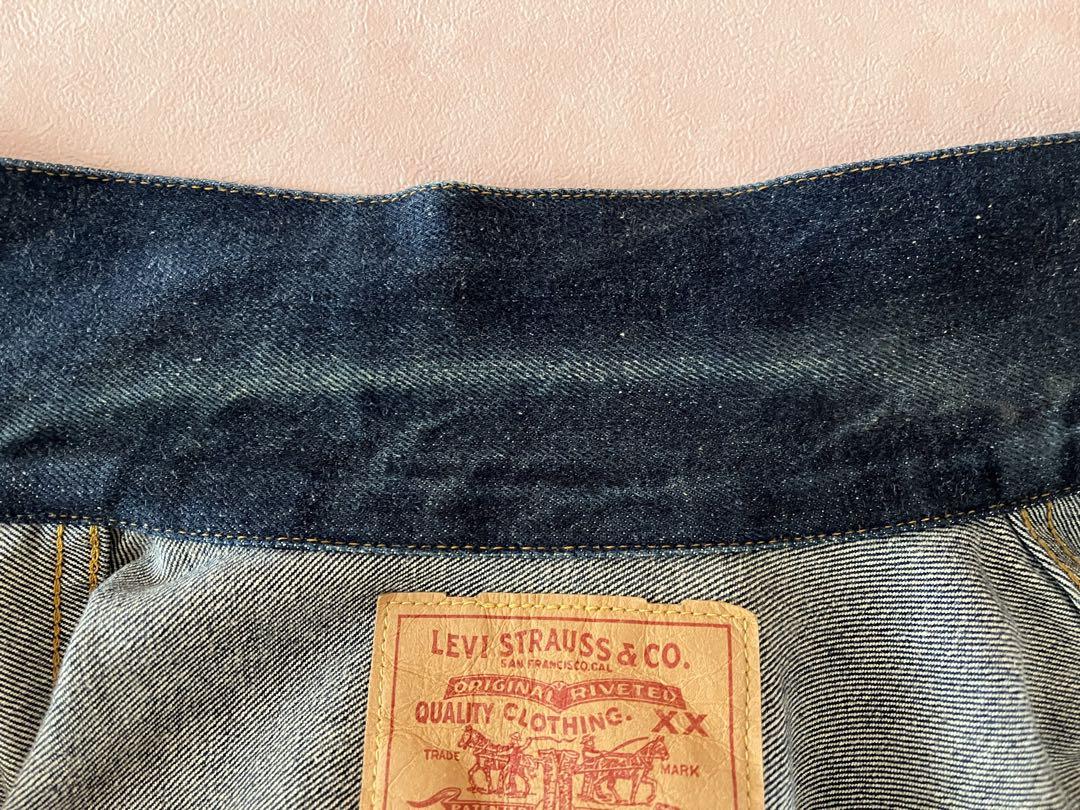 LEVI STRAUSS & CO.
SAN FRANCISCO.CAL
ORIGINAL RIVETED
QUALITY CLOTHING. XX
TRADE MARK